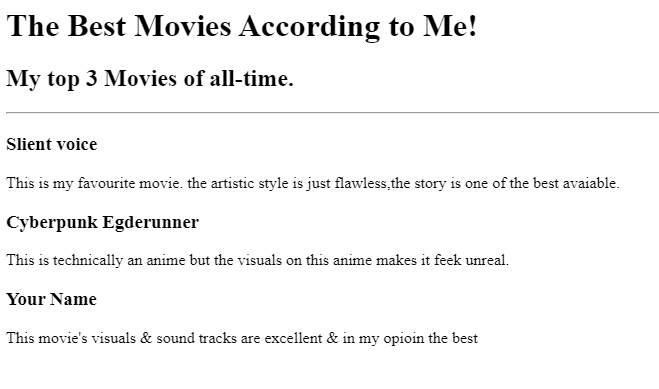 The Best Movies According to Me!
My top 3 Movies of all-time.
Slient voice
This is my favourite movie. the artistic style is just flawless,the story is one of the best avaiable.
Cyberpunk Egderunner
This is technically an anime but the visuals on this anime makes it feek unreal.
Your Name
This movie's visuals & sound tracks are excellent & in my opioin the best